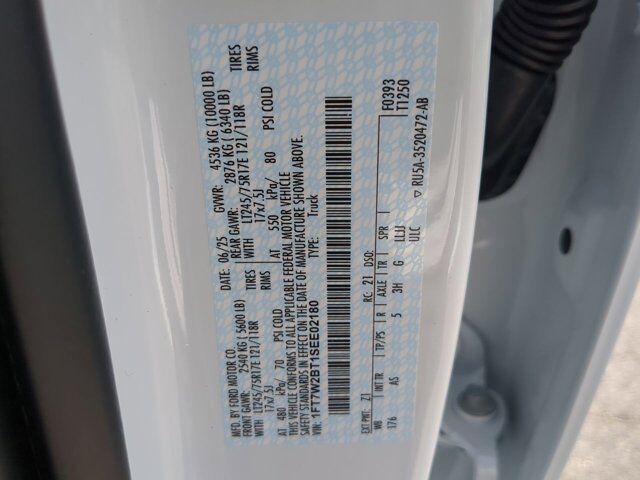 MFD. BY FORD MOTOR CO.
DATE: 06/25 GVWR: 4536 KG (10000 LB)
FRONT GAWR: 2540 KG (5600 LB) REAR GAWR: 2876 KG (6340 LB)
LT245/75R17E 121/118R TIRES WITH LT245/75R17E 121/118R TIRES
17x7.5J RIMS 17x7.5J RIMS
AT 480 kPa/ 70 PSI COLD AT 550 kPa/ 80 PSI COLD
THIS VEHICLE CONFORMS TO ALL APPLICABLE FEDERAL MOTOR VEHICLE
SAFETY STANDARDS IN EFFECT ON THE DATE OF MANUFACTURE SHOWN ABOVE.
VIN: 1FT7W2BT1SEE02180 TYPE: Truck
F0393
T1250
EXT PNT: Z1 RC: 21 DSO:
WB INT TR TP/PS R AXLE TR SPR
176 AS 5 3H G LLJJ
ULC
▽ RU5A-3520472-AB